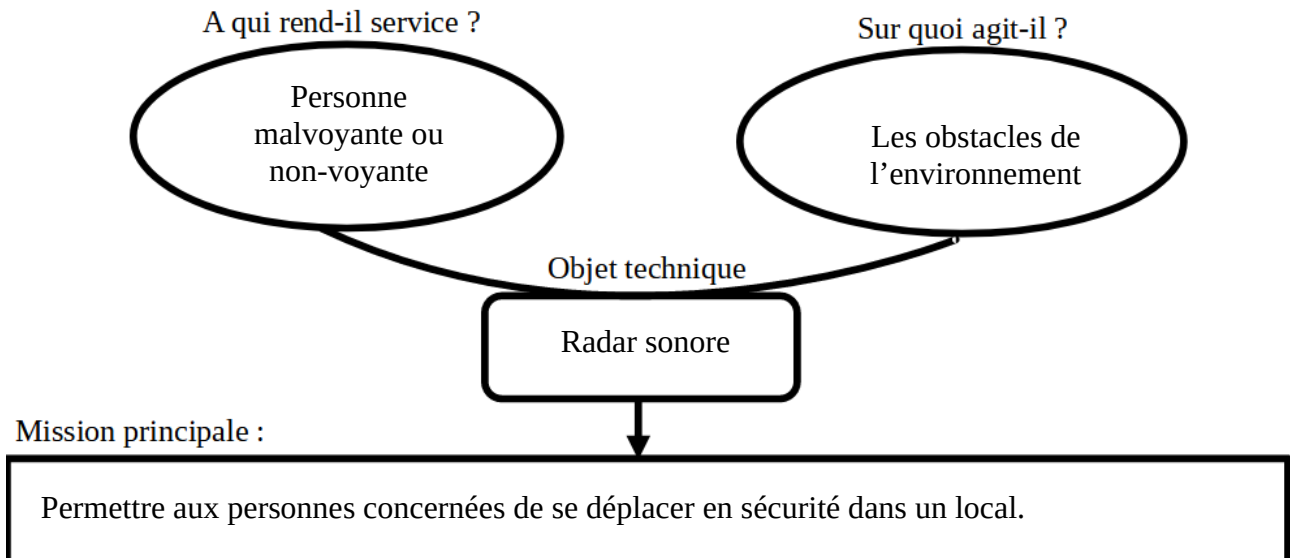 A qui rend-il service ?
Sur quoi agit-il ?
Personne
malvoyante ou
non-voyante
Les obstacles de
l’environnement
Objet technique
Radar sonore
Mission principale :
Permettre aux personnes concernées de se déplacer en sécurité dans un local.